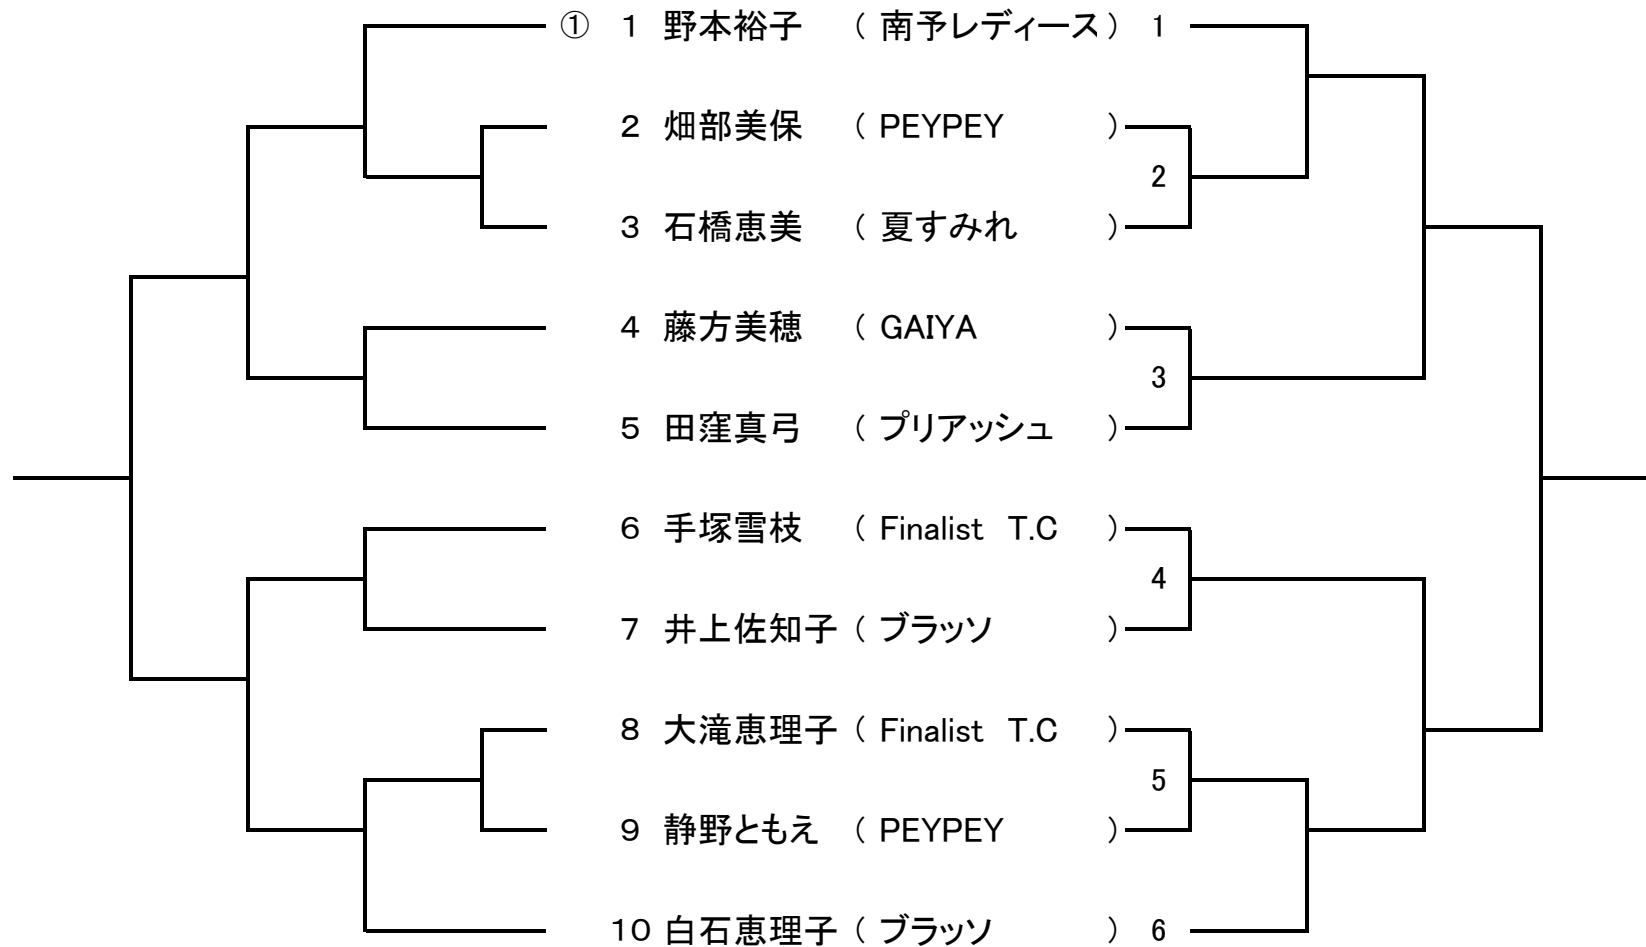 ① 1 野本裕子 ( 南予レディース ) 1
2 畑部美保 ( PEYPEY )
2
3 石橋恵美 ( 夏すみれ )
4 藤方美穂 ( GAIYA )
3
5 田窪真弓 ( プリアッシュ )
6 手塚雪枝 ( Finalist T.C )
4
7 井上佐知子 ( ブラッソ )
8 大滝恵理子 ( Finalist T.C )
5
9 静野ともえ ( PEYPEY )
10 白石恵理子 ( ブラッソ ) 6